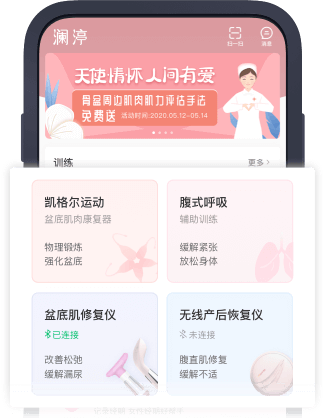 澜渟
扫一扫
消息
天使情怀 人间有爱
骨盆周边肌肉肌力评估手法
免费送 活动时间:2020.05.12-05.14
训练
更多
凯格尔运动
盆底肌肉康复器
物理锻炼
强化盆底
腹式呼吸
辅助训练
缓解紧张
放松身体
盆底肌修复仪
已连接
改善松弛
缓解漏尿
无线产后恢复仪
未连接
腹直肌修复
缓解不适